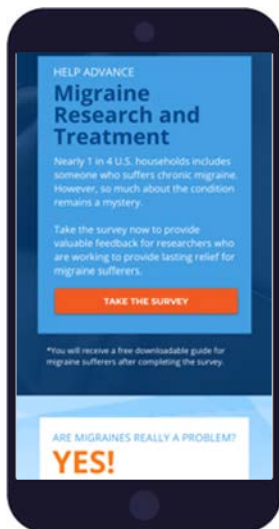 HELP ADVANCE
Migraine
Research and
Treatment
Nearly 1 in 4 U.S. households includes
someone who suffers chronic migraine.
However, so much about the condition
remains a mystery.
Take the survey now to provide
valuable feedback for researchers who
are working to provide lasting relief for
migraine sufferers.
TAKE THE SURVEY
*You will receive a free downloadable guide for
migraine sufferers after completing the survey.
ARE MIGRAINES REALLY A PROBLEM?
YES!